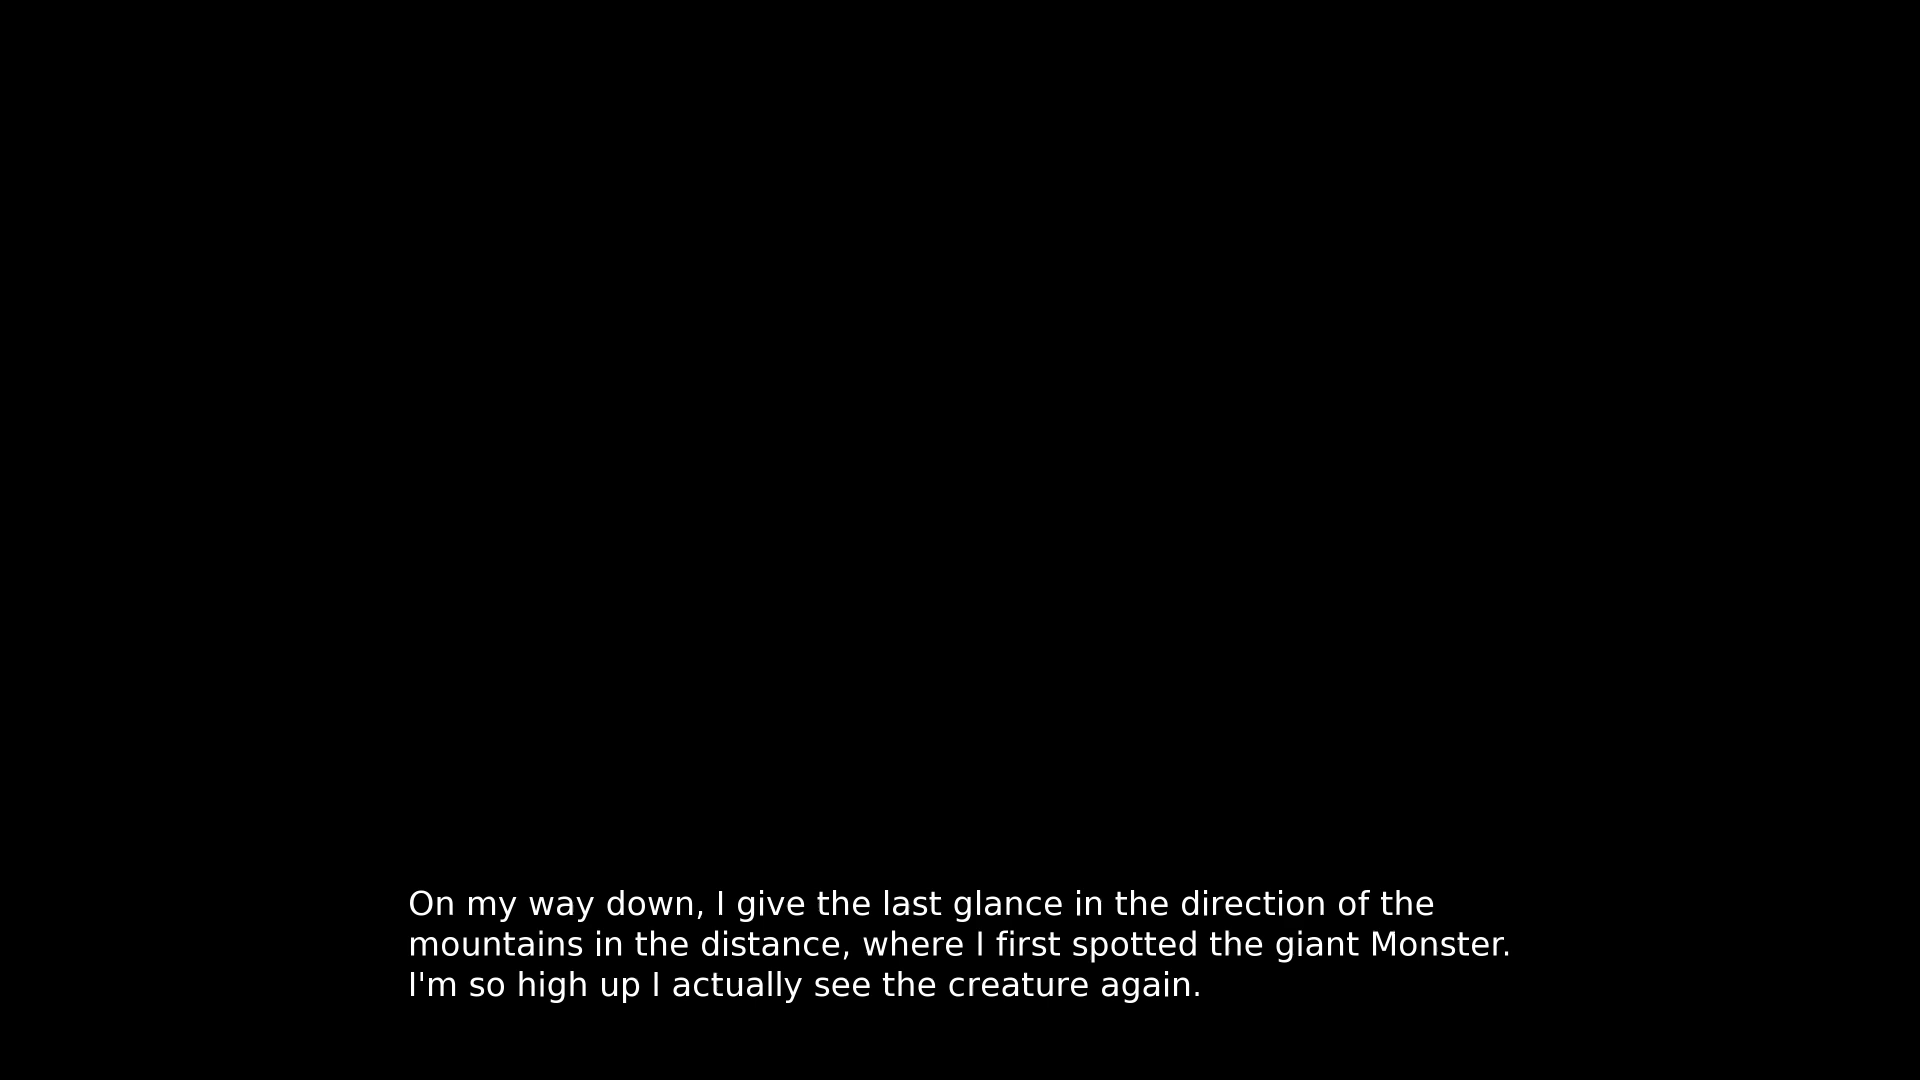 On my way down, I give the last glance in the direction of the
mountains in the distance, where I first spotted the giant Monster.
I'm so high up I actually see the creature again.